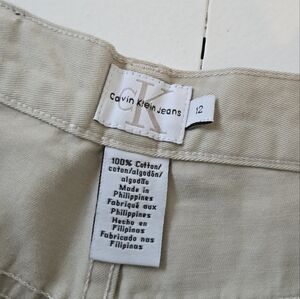 cK
Calvin Klein Jeans
12
100% Cotton/
coton/algodón/
algodão
Made in
Philippines
Fabriqué aux
Philippines
Hecho en
Filipinas
Fabricado nas
Filipinas